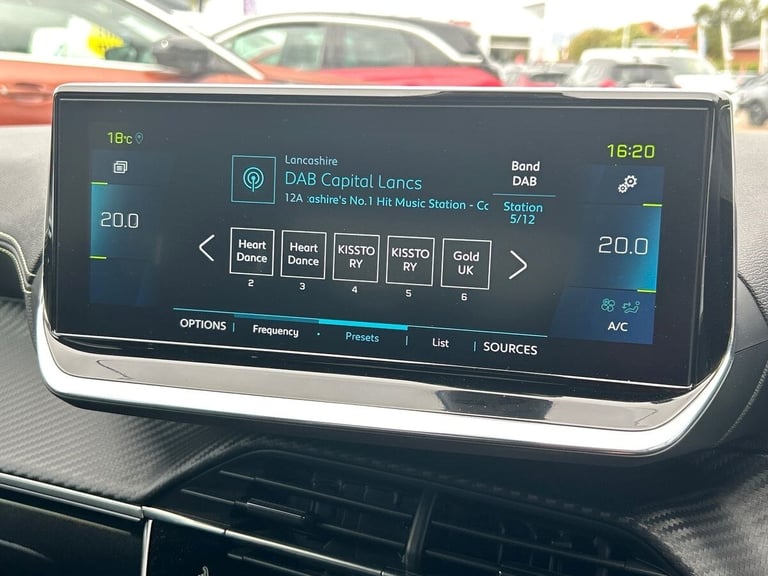 18°C
16:20
Lancashire
DAB Capital Lancs
12A :ashire's No.1 Hit Music Station - Cc
Band
DAB
Station
5/12
20.0
20.0
Heart
Dance
2
Heart
Dance
3
KISSTO
RY
4
KISSTO
RY
5
Gold
UK
6
A/C
OPTIONS
Frequency
Presets
List
SOURCES